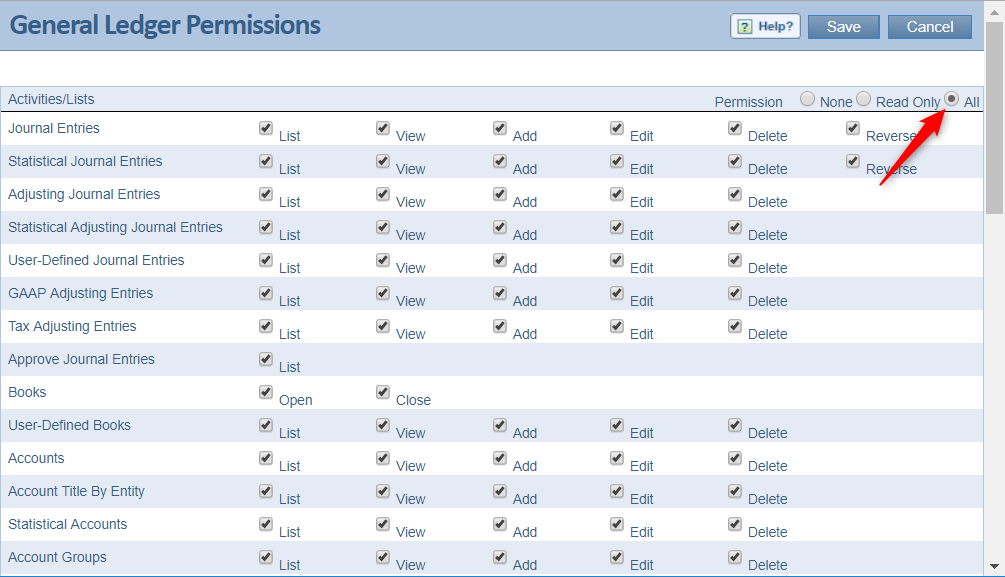 General Ledger Permissions ? Help? Save Cancel
Activities/Lists Permission None Read Only All
Journal Entries List View Add Edit Delete Reverse
Statistical Journal Entries List View Add Edit Delete Reverse
Adjusting Journal Entries List View Add Edit Delete
Statistical Adjusting Journal Entries List View Add Edit Delete
User-Defined Journal Entries List View Add Edit Delete
GAAP Adjusting Entries List View Add Edit Delete
Tax Adjusting Entries List View Add Edit Delete
Approve Journal Entries List
Books Open Close
User-Defined Books List View Add Edit Delete
Accounts List View Add Edit Delete
Account Title By Entity List View Add Edit Delete
Statistical Accounts List View Add Edit Delete
Account Groups List View Add Edit Delete